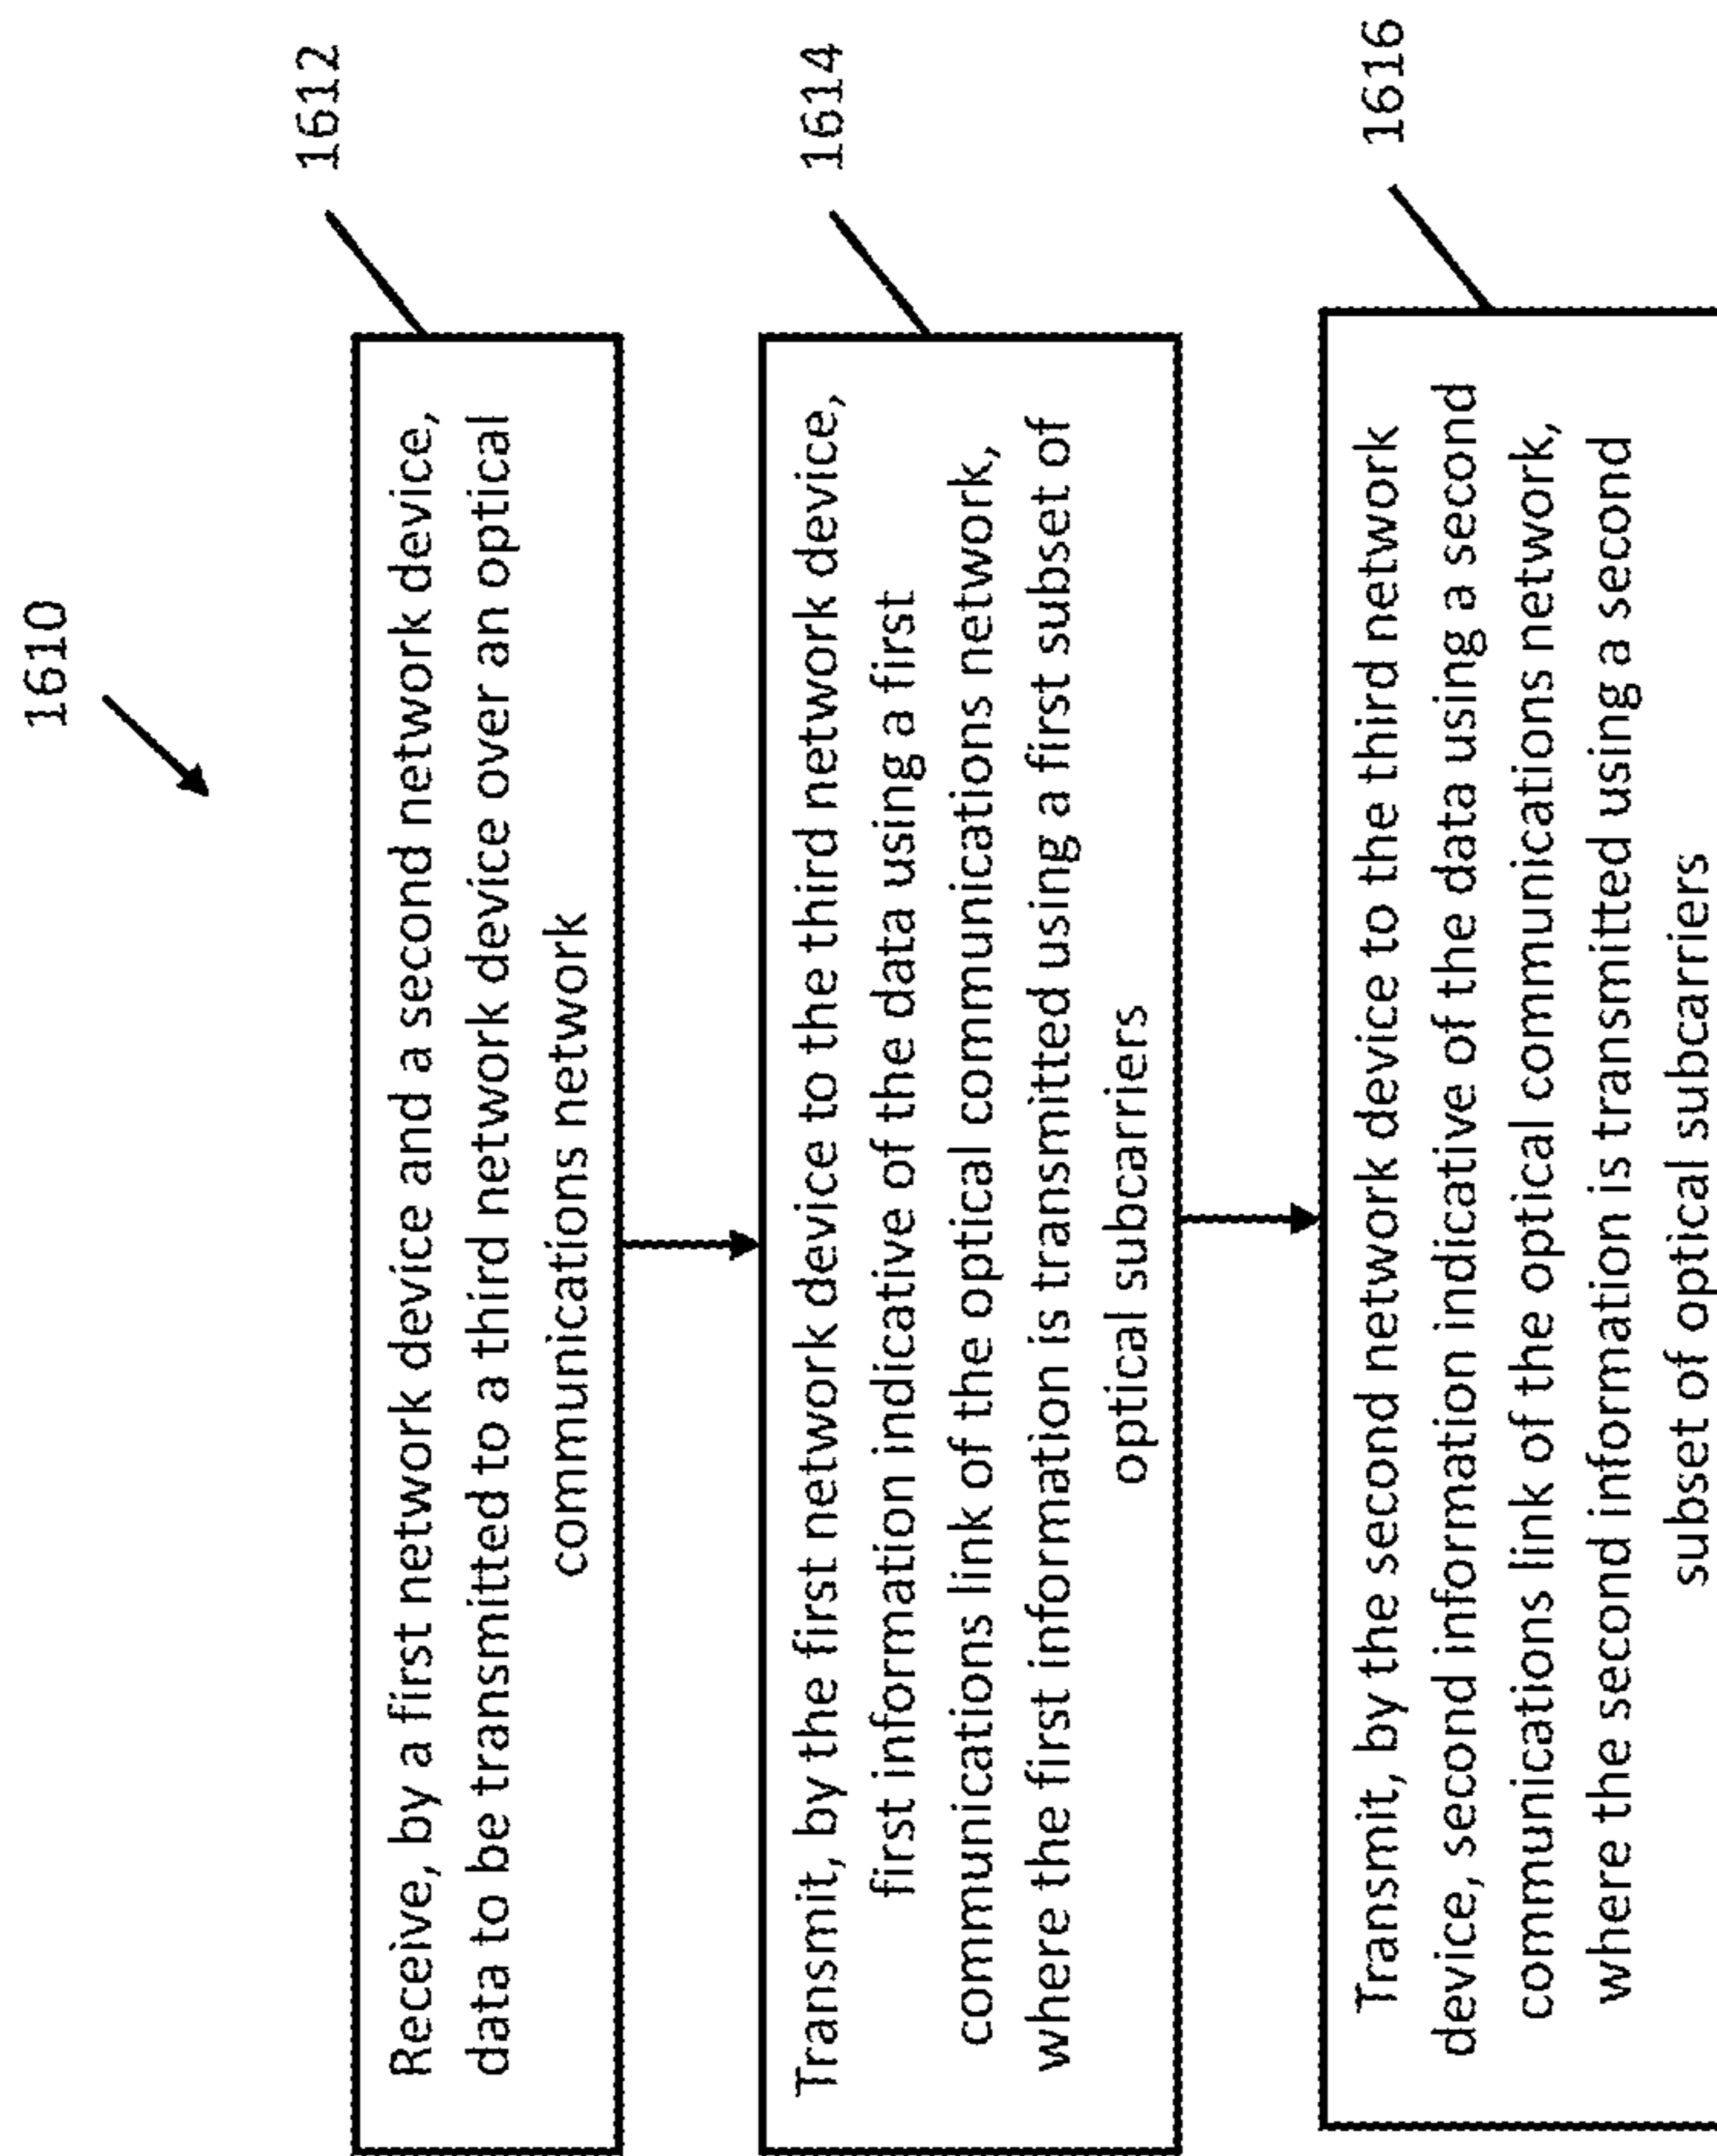 1610
1612
Receive, by a first network device and a second network device,
data to be transmitted to a third network device over an optical
communications network
1614
Transmit, by the first network device to the third network device,
first information indicative of the data using a first
communications link of the optical communications network,
where the first information is transmitted using a first subset of
optical subcarriers
1616
Transmit, by the second network device to the third network
device, second information indicative of the data using a second
communications link of the optical communications network,
where the second information is transmitted using a second
subset of optical subcarriers